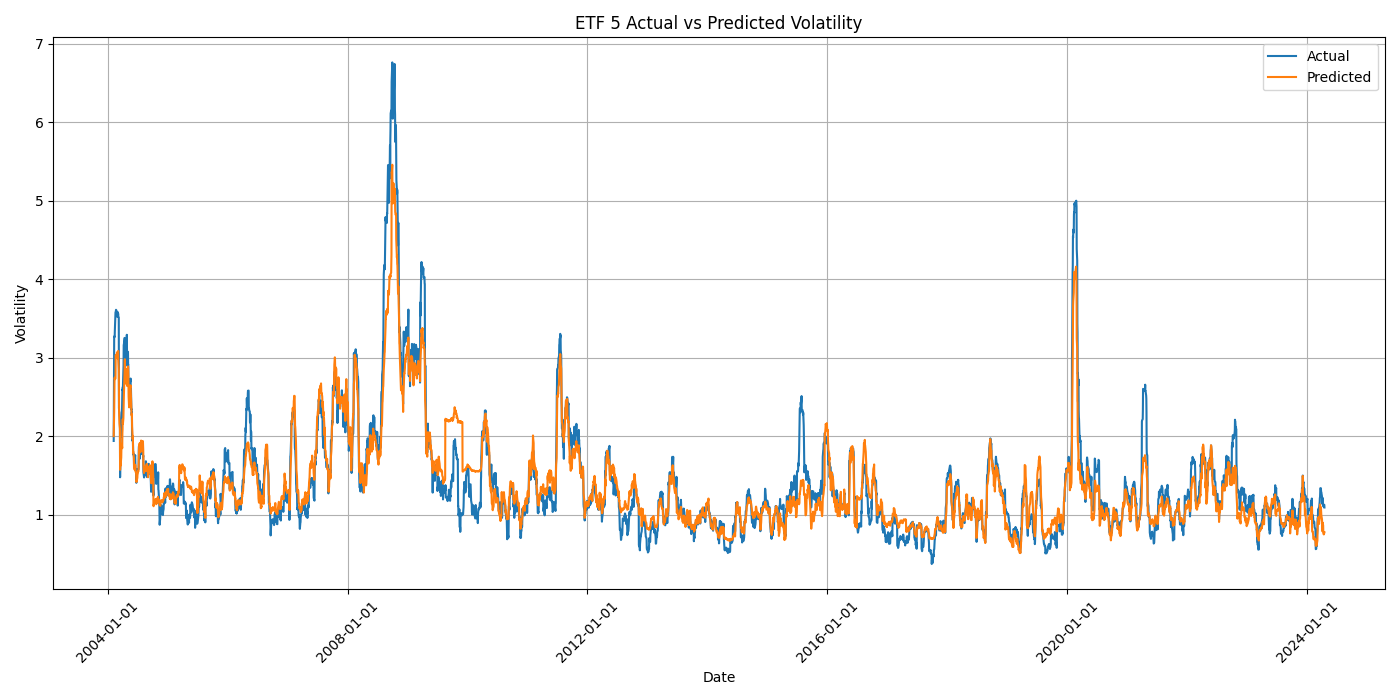 ETF 5 Actual vs Predicted Volatility
Actual
Predicted
Volatility
7
6
5
4
3
2
1
2004-01-01
2008-01-01
2012-01-01
2016-01-01
2020-01-01
2024-01-01
Date